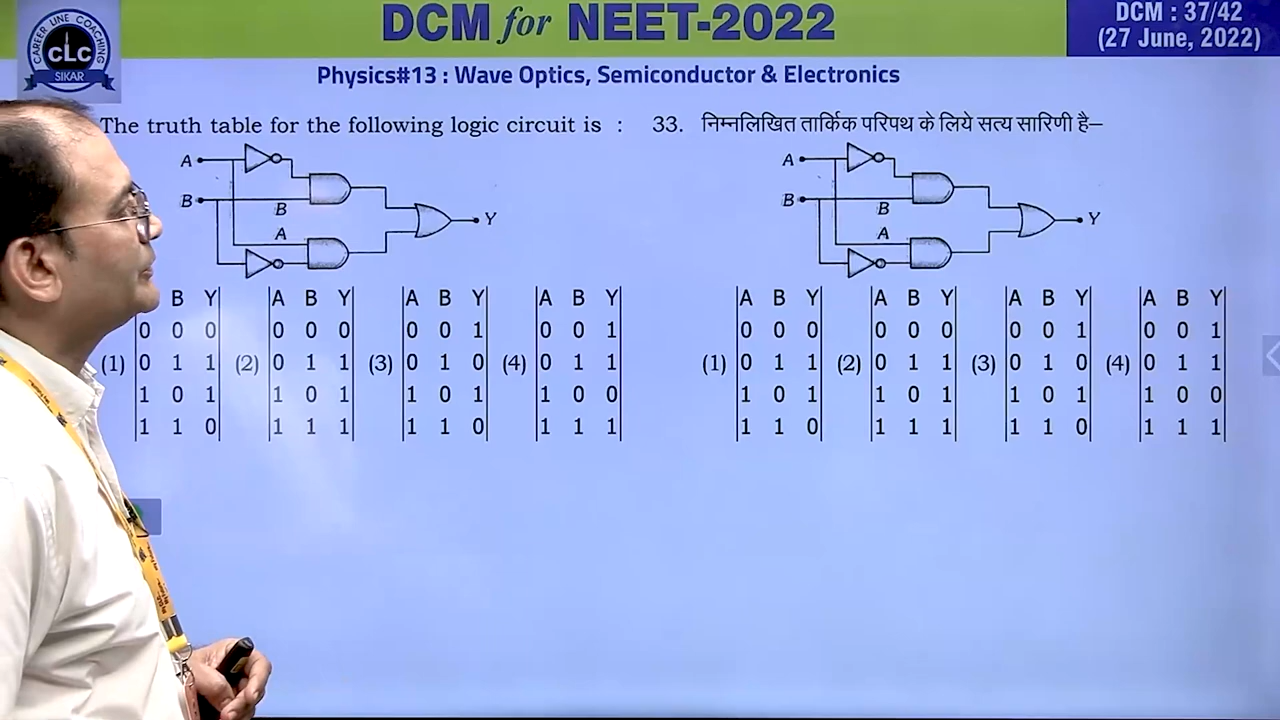 DCM for NEET-2022
DCM : 37/42
(27 June, 2022)
CAREER LINE COACHING
CLC
SIKAR
Physics#13 : Wave Optics, Semiconductor & Electronics
The truth table for the following logic circuit is :
A
B
B
A
Y
B Y
0 0 0
(1) 0 1 1
1 0 1
1 1 0
A B Y
0 0 0
(2) 0 1 1
1 0 1
1 1 1
A B Y
0 0 1
(3) 0 1 0
1 0 1
1 1 0
A B Y
0 0 1
(4) 0 1 1
1 0 0
1 1 1
33. निम्नलिखित तार्किक परिपथ के लिये सत्य सारिणी है–
A
B
B
A
Y
A B Y
0 0 0
(1) 0 1 1
1 0 1
1 1 0
A B Y
0 0 0
(2) 0 1 1
1 0 1
1 1 1
A B Y
0 0 1
(3) 0 1 0
1 0 1
1 1 0
A B Y
0 0 1
(4) 0 1 1
1 0 0
1 1 1